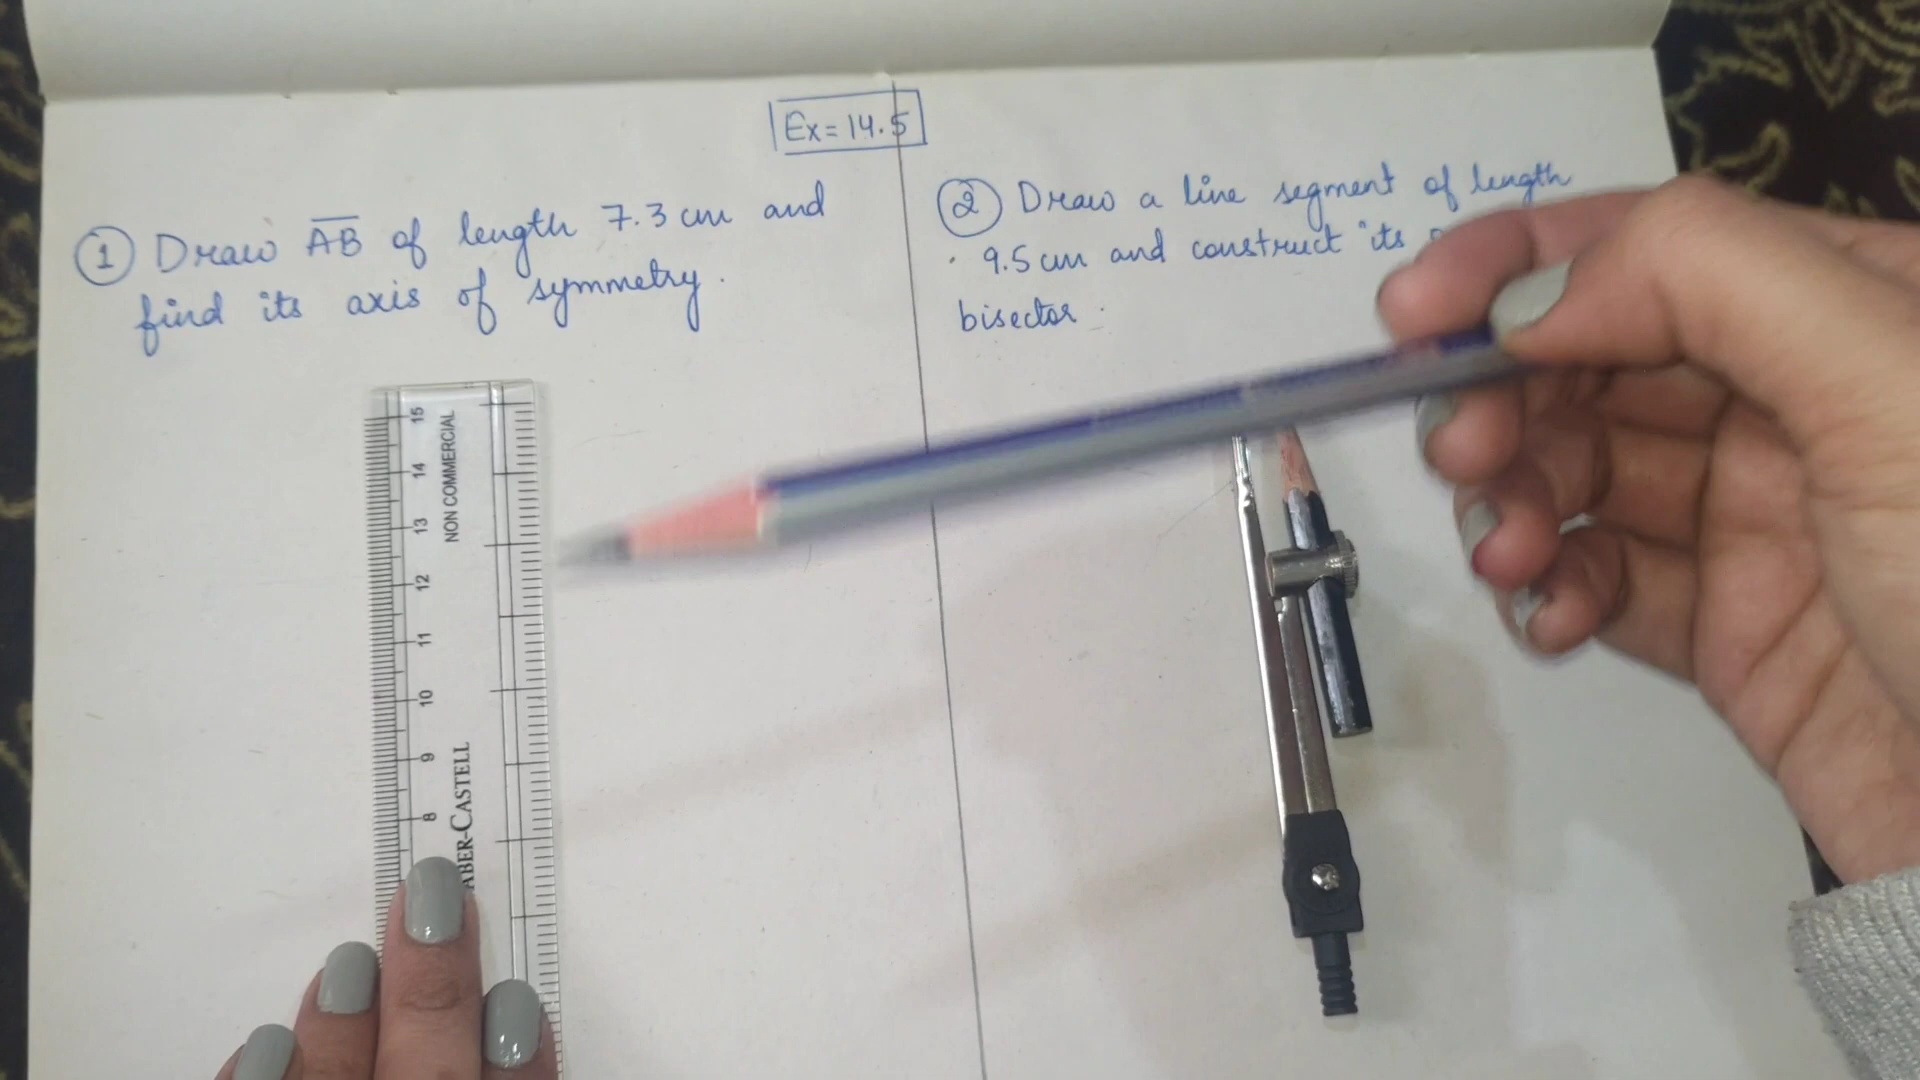 Ex = 14.5
① Draw A̅B̅ of length 7.3 cm and
find its axis of symmetry.
② Draw a line segment of length
9.5 cm and construct its
bisector.
15
14
13
12
11
10
9
8
NON COMMERCIAL
ABER-CASTELL